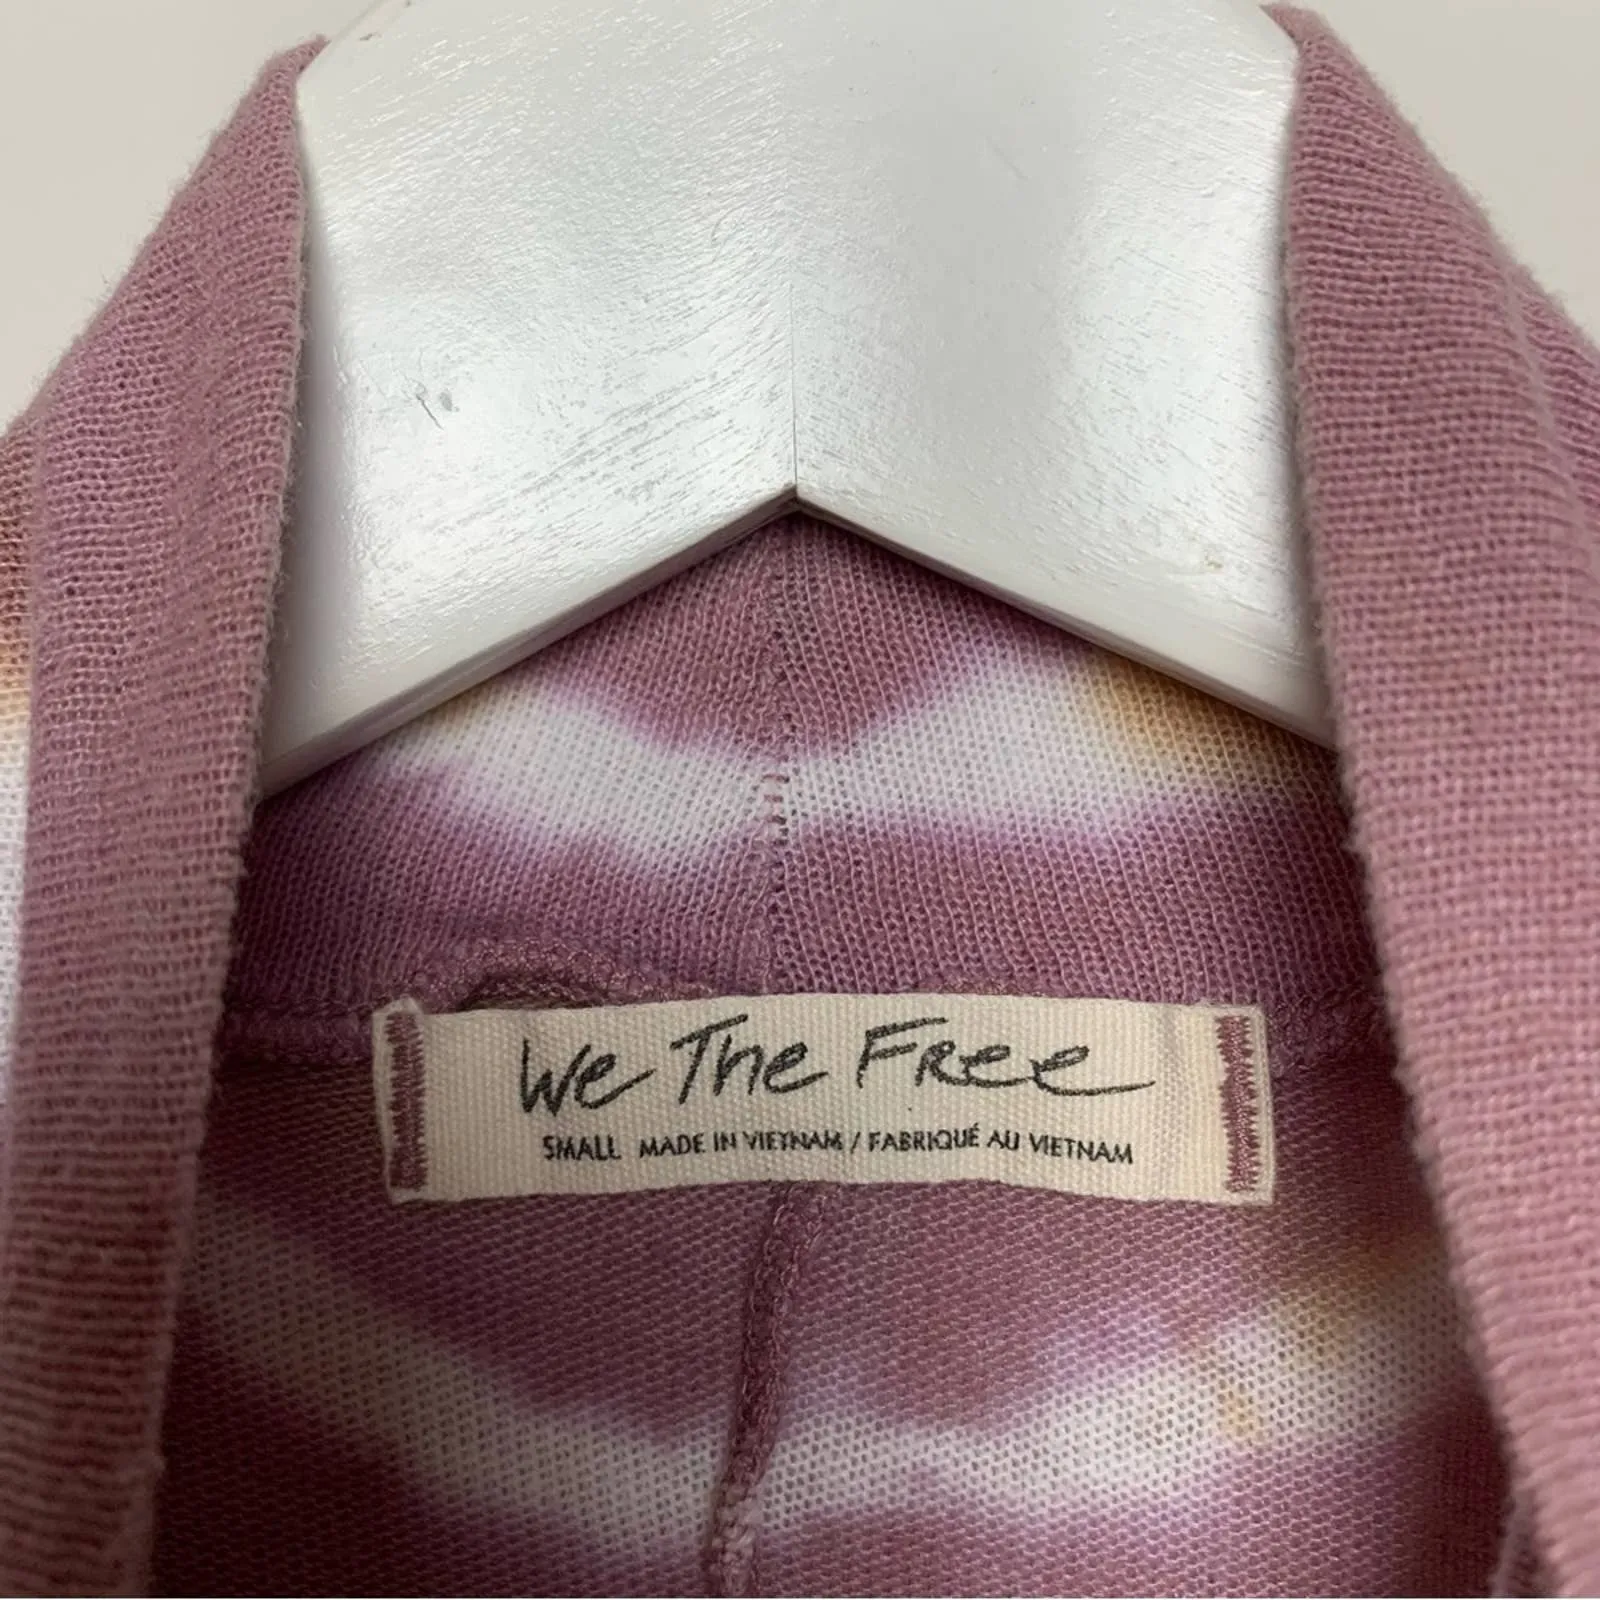 We The Free
SMALL MADE IN VIETNAM / FABRIQUÉ AU VIETNAM